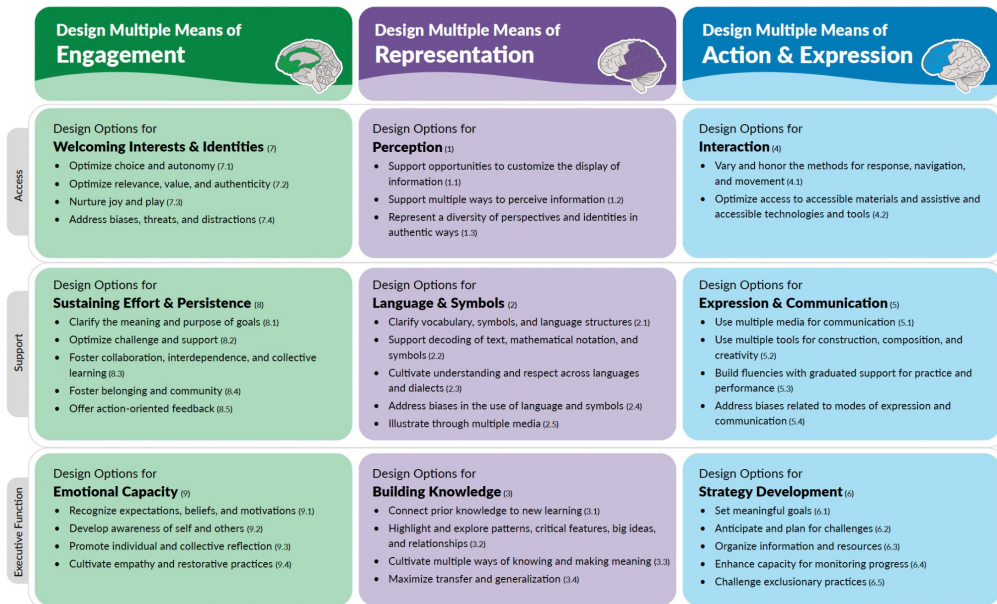 Design Multiple Means of
Engagement
Design Multiple Means of
Representation
Design Multiple Means of
Action & Expression
Access
Design Options for
Welcoming Interests & Identities (7)
• Optimize choice and autonomy (7.1)
• Optimize relevance, value, and authenticity (7.2)
• Nurture joy and play (7.3)
• Address biases, threats, and distractions (7.4)
Design Options for
Perception (1)
• Support opportunities to customize the display of
information (1.1)
• Support multiple ways to perceive information (1.2)
• Represent a diversity of perspectives and identities in
authentic ways (1.3)
Design Options for
Interaction (4)
• Vary and honor the methods for response, navigation,
and movement (4.1)
• Optimize access to accessible materials and assistive and
accessible technologies and tools (4.2)
Support
Design Options for
Sustaining Effort & Persistence (8)
• Clarify the meaning and purpose of goals (8.1)
• Optimize challenge and support (8.2)
• Foster collaboration, interdependence, and collective
learning (8.3)
• Foster belonging and community (8.4)
• Offer action-oriented feedback (8.5)
Design Options for
Language & Symbols (2)
• Clarify vocabulary, symbols, and language structures (2.1)
• Support decoding of text, mathematical notation, and
symbols (2.2)
• Cultivate understanding and respect across languages
and dialects (2.3)
• Address biases in the use of language and symbols (2.4)
• Illustrate through multiple media (2.5)
Design Options for
Expression & Communication (5)
• Use multiple media for communication (5.1)
• Use multiple tools for construction, composition, and
creativity (5.2)
• Build fluencies with graduated support for practice and
performance (5.3)
• Address biases related to modes of expression and
communication (5.4)
Executive Function
Design Options for
Emotional Capacity (9)
• Recognize expectations, beliefs, and motivations (9.1)
• Develop awareness of self and others (9.2)
• Promote individual and collective reflection (9.3)
• Cultivate empathy and restorative practices (9.4)
Design Options for
Building Knowledge (3)
• Connect prior knowledge to new learning (3.1)
• Highlight and explore patterns, critical features, big ideas,
and relationships (3.2)
• Cultivate multiple ways of knowing and making meaning (3.3)
• Maximize transfer and generalization (3.4)
Design Options for
Strategy Development (6)
• Set meaningful goals (6.1)
• Anticipate and plan for challenges (6.2)
• Organize information and resources (6.3)
• Enhance capacity for monitoring progress (6.4)
• Challenge exclusionary practices (6.5)